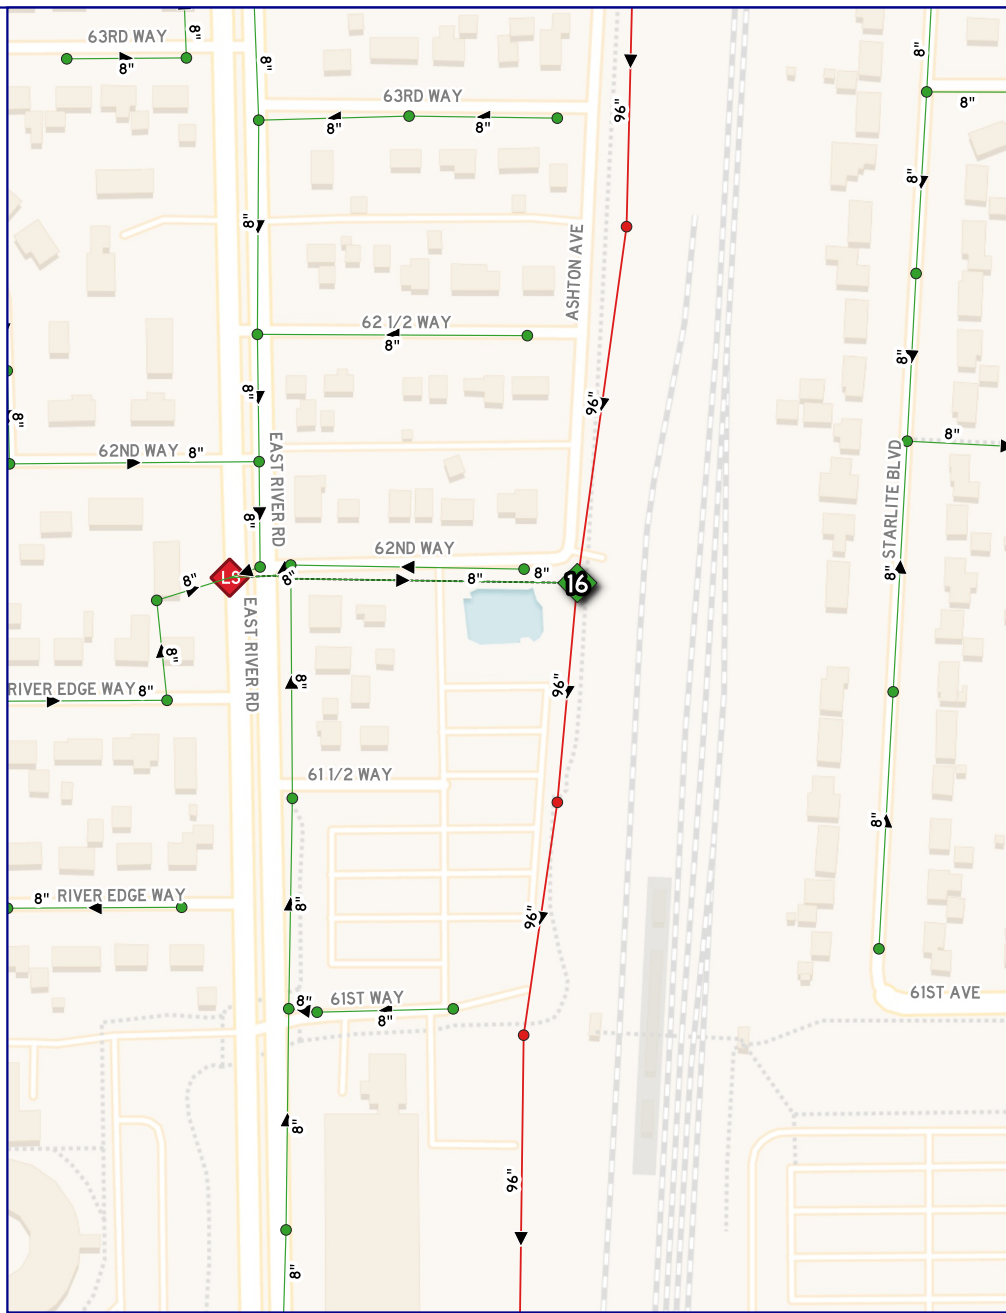 8"
63RD WAY
8"
8"
8"
8"
63RD WAY
96"
8"
8"
8"
8"
8"
ASHTON AVE
62 1/2 WAY
8"
8"
8"
96"
8"
EAST RIVER RD
62ND WAY
8"
8"
STARLITE BLVD
8"
62ND WAY
LS
8"
8"
8"
8"
16
8"
EAST RIVER RD
8"
RIVER EDGE WAY
8"
8"
96"
61 1/2 WAY
8"
8"
RIVER EDGE WAY
8"
96"
8"
61ST WAY
8"
61ST AVE
8"
96"
8"